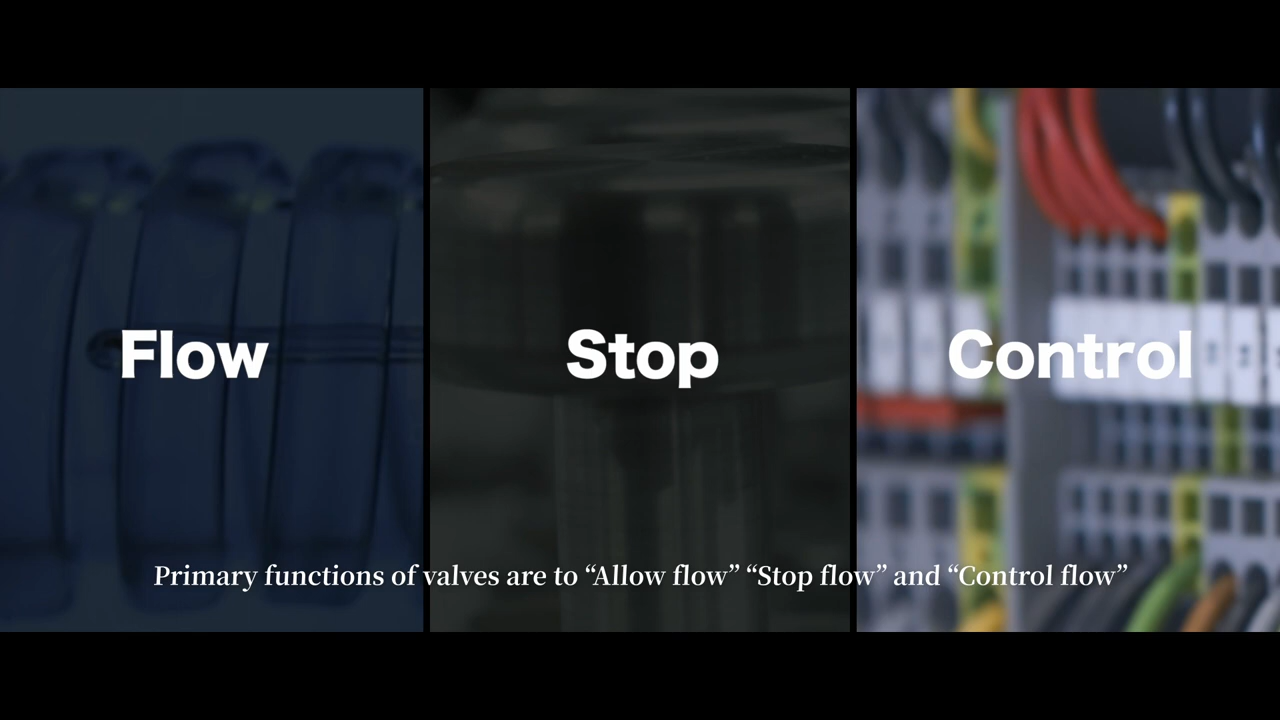 Flow
Stop
Control
Primary functions of valves are to “Allow flow” “Stop flow” and “Control flow”